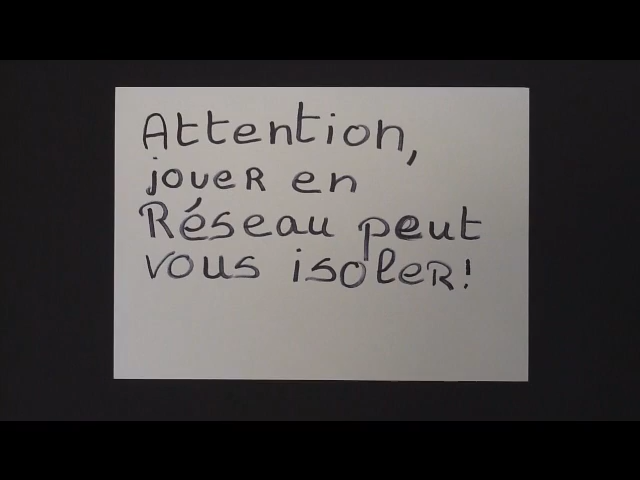 Attention,
jouer en
Réseau peut
vous isoler!